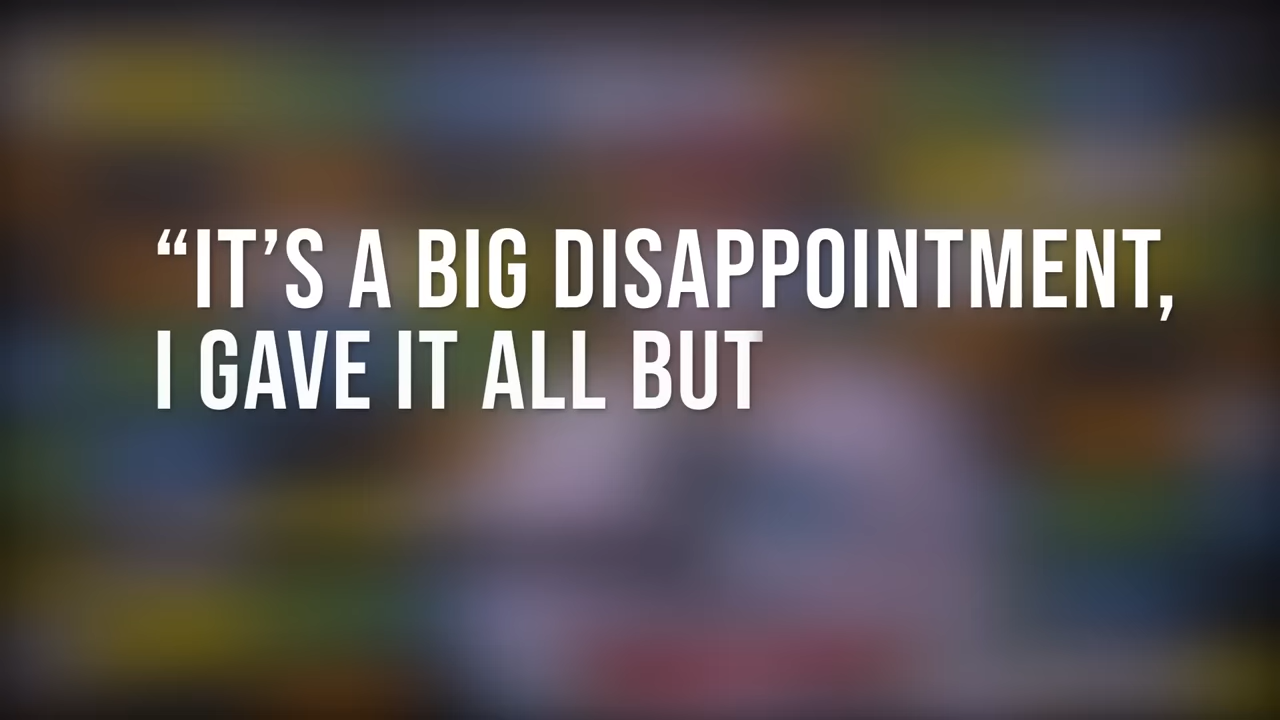 “IT’S A BIG DISAPPOINTMENT,
I GAVE IT ALL BUT